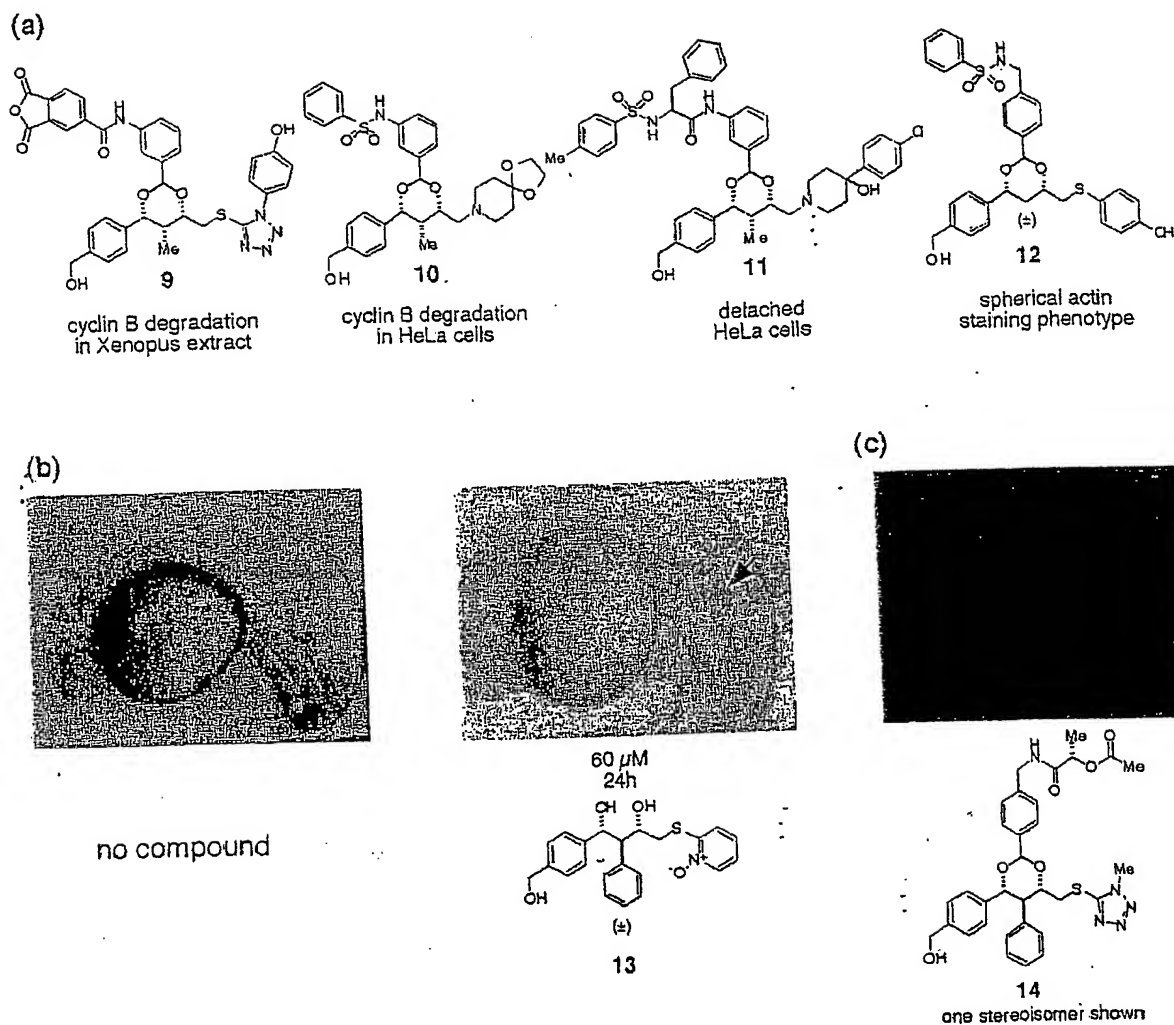 (a)
9
cyclin B degradation
in Xenopus extract
10
cyclin B degradation
in HeLa cells
11
detached
HeLa cells
(±)
12
spherical actin
staining phenotype
(b)
no compound
60 µM
24h
(±)
13
(c)
14
one stereoisomer shown